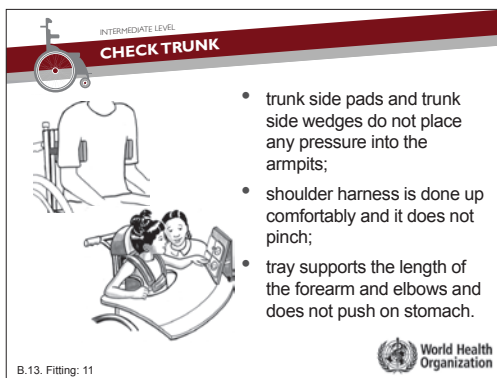 INTERMEDIATE LEVEL
CHECK TRUNK
• trunk side pads and trunk
side wedges do not place
any pressure into the
armpits;
• shoulder harness is done up
comfortably and it does not
pinch;
• tray supports the length of
the forearm and elbows and
does not push on stomach.
B.13. Fitting: 11
World Health
Organization